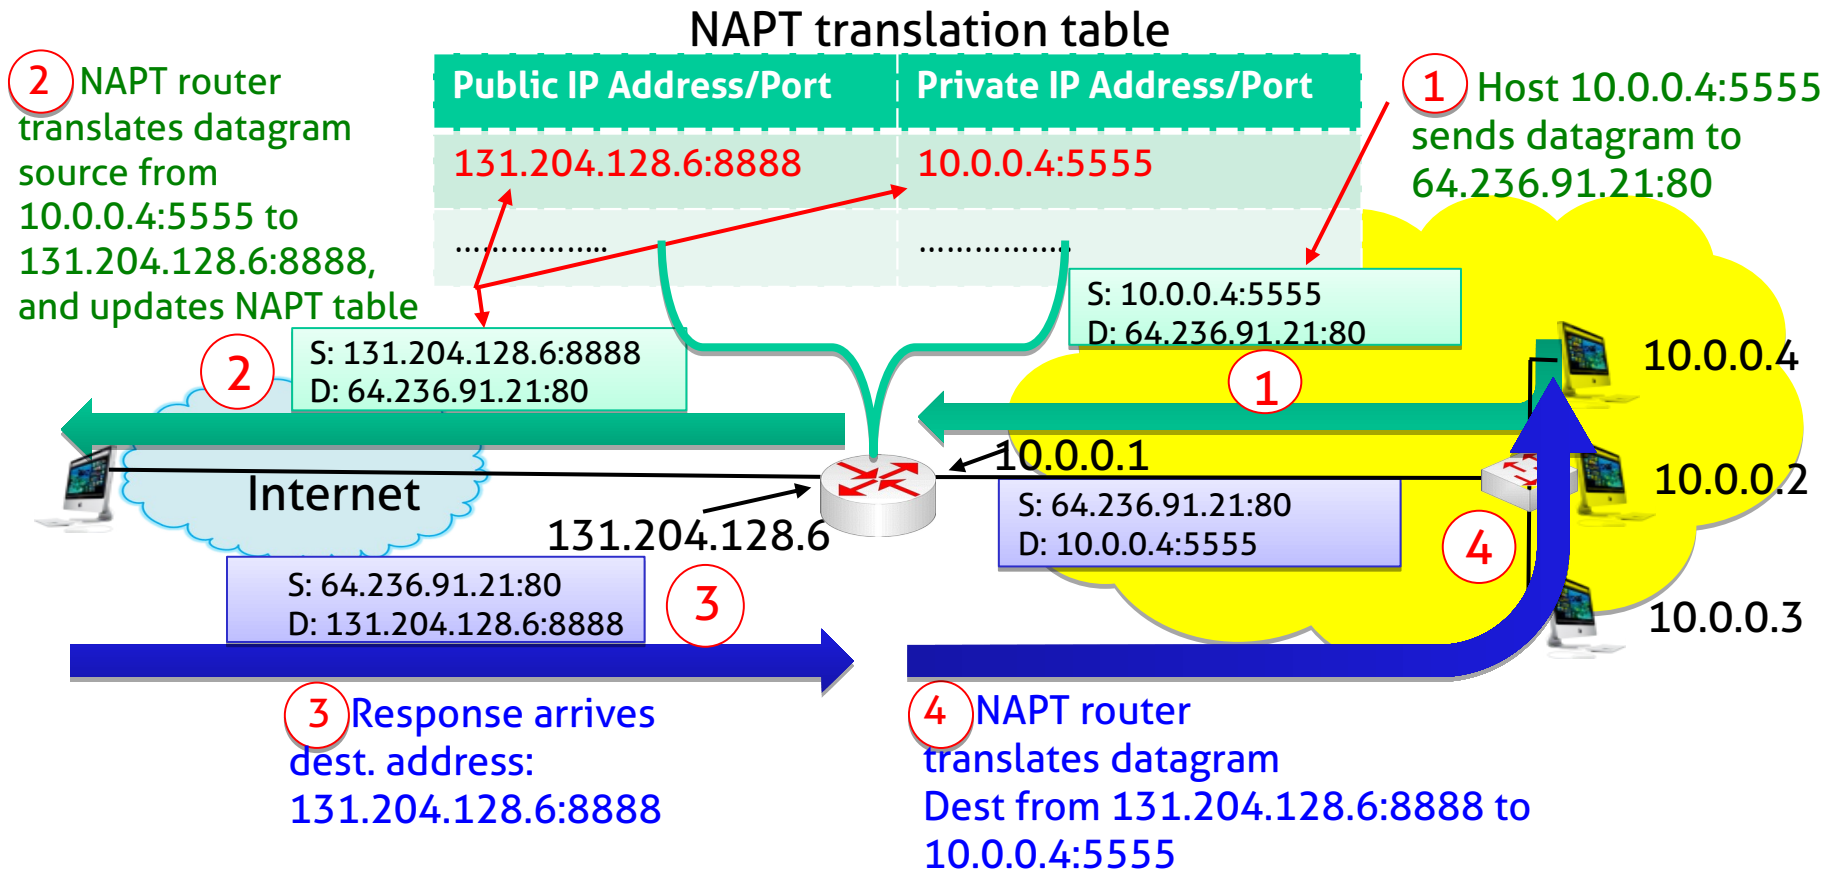 NAPT translation table
Public IP Address/Port
Private IP Address/Port
131.204.128.6:8888
10.0.0.4:5555
……………..
……………..
2 NAPT router
translates datagram
source from
10.0.0.4:5555 to
131.204.128.6:8888,
and updates NAPT table
1 Host 10.0.0.4:5555
sends datagram to
64.236.91.21:80
S: 10.0.0.4:5555
D: 64.236.91.21:80
1
S: 131.204.128.6:8888
D: 64.236.91.21:80
2
10.0.0.4
10.0.0.1
10.0.0.2
Internet
131.204.128.6
S: 64.236.91.21:80
D: 10.0.0.4:5555
4
S: 64.236.91.21:80
D: 131.204.128.6:8888
3
10.0.0.3
3 Response arrives
dest. address:
131.204.128.6:8888
4 NAPT router
translates datagram
Dest from 131.204.128.6:8888 to
10.0.0.4:5555